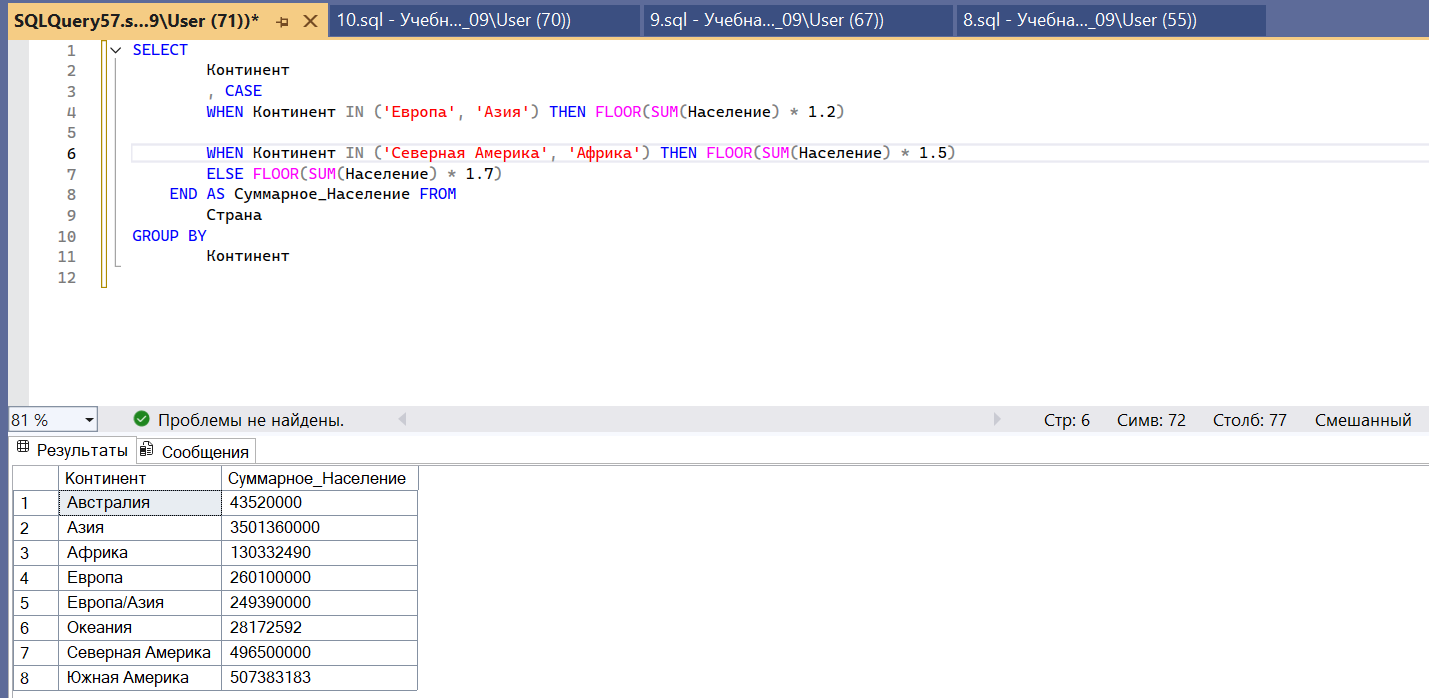 SQLQuery57.s...9\User (71))* 10.sql - Учебн..._09\User (70)) 9.sql - Учебна..._09\User (67)) 8.sql - Учебна..._09\User (55))
1 SELECT
2 Континент
3 , CASE
4 WHEN Континент IN ('Европа', 'Азия') THEN FLOOR(SUM(Население) * 1.2)
5
6 WHEN Континент IN ('Северная Америка', 'Африка') THEN FLOOR(SUM(Население) * 1.5)
7 ELSE FLOOR(SUM(Население) * 1.7)
8 END AS Суммарное_Население FROM
9 Страна
10 GROUP BY
11 Континент
12
81 % Проблемы не найдены. Стр: 6 Симв: 72 Столб: 77 Смешанный
Результаты Сообщения
Континент Суммарное_Население
1 Австралия 43520000
2 Азия 3501360000
3 Африка 130332490
4 Европа 260100000
5 Европа/Азия 249390000
6 Океания 28172592
7 Северная Америка 496500000
8 Южная Америка 507383183